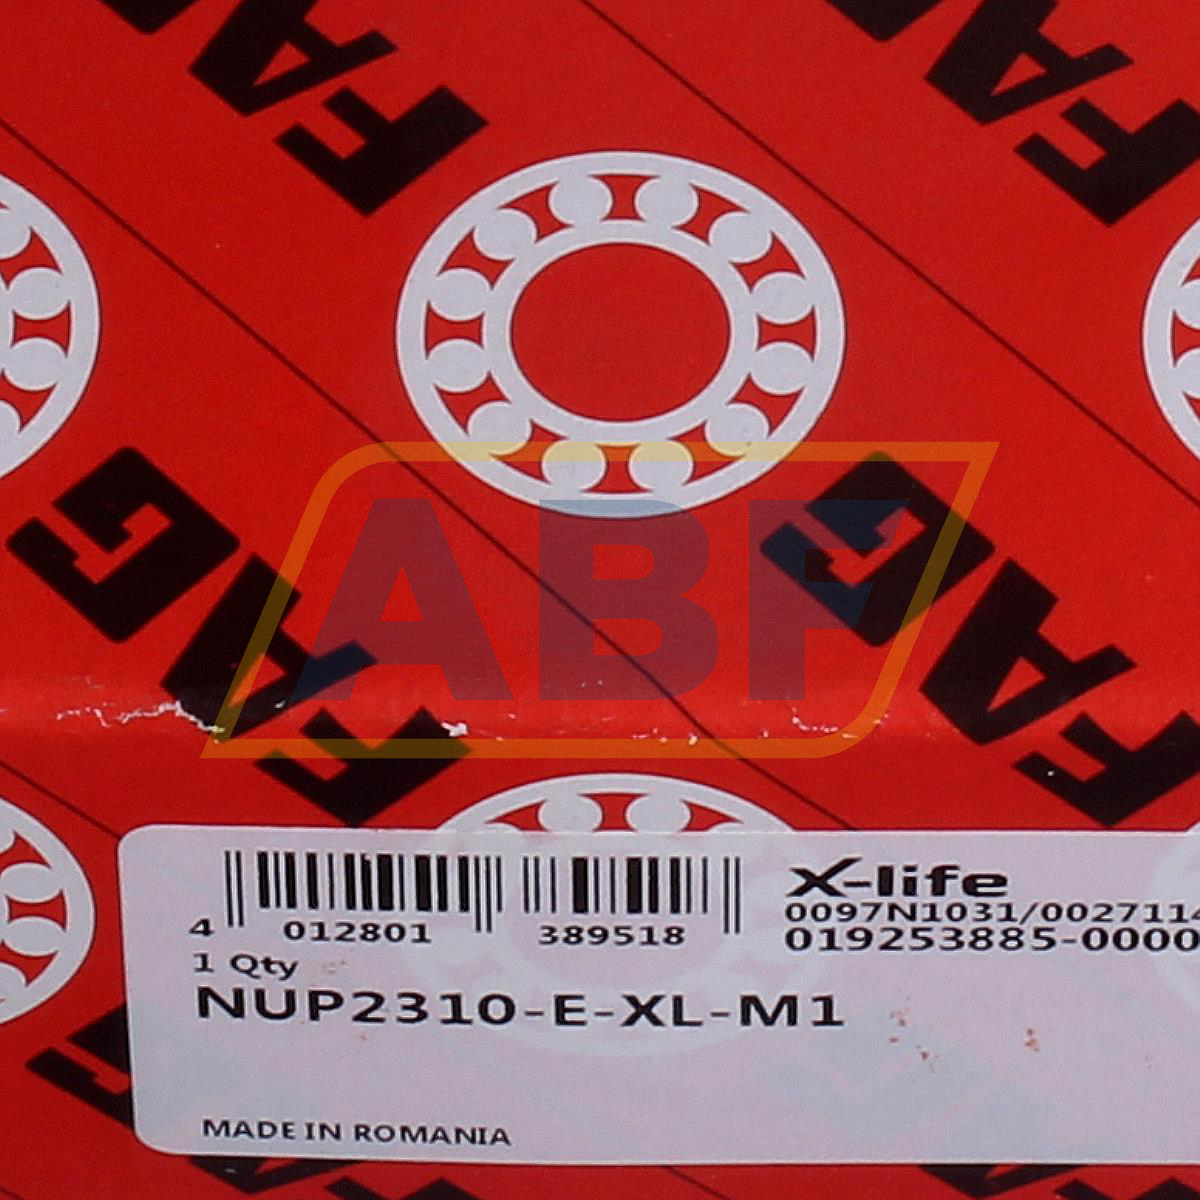 FAG
FAG
FAG
FAG
ABF
X-life
0097N1031/0027114
019253885-0000
4 012801 389518
1 Qty
NUP2310-E-XL-M1
MADE IN ROMANIA